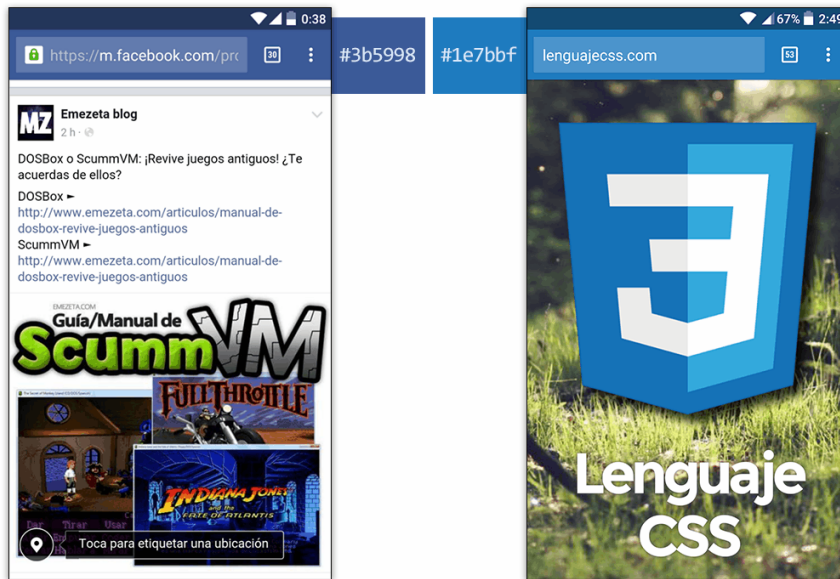 0:38
https://m.facebook.com/pro
30
Emezeta blog
2 h
DOSBox o ScummVM: ¡Revive juegos antiguos! ¿Te
acuerdas de ellos?
DOSBox ►
http://www.emezeta.com/articulos/manual-de-
dosbox-revive-juegos-antiguos
ScummVM ►
http://www.emezeta.com/articulos/manual-de-
dosbox-revive-juegos-antiguos
EMEZETA.COM
Guía/Manual de
ScummVM
FULL THROTTLE
INDIANA JONES
and the
FATE OF ATLANTIS
Dar Tirar Usar
Toca para etiquetar una ubicación
#3b5998
#1e7bbf
67% 2:49
lenguajecss.com
53
3
Lenguaje
CSS